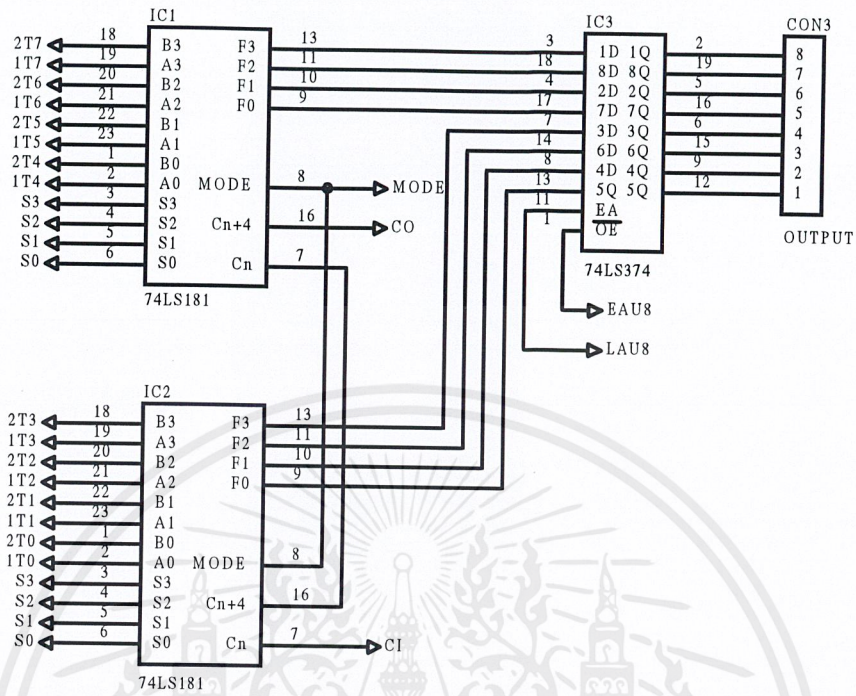 IC1
2T7 18 B3 F3 13
1T7 19 A3 F2 11
2T6 20 B2 F1 10
1T6 21 A2 F0 9
2T5 22 B1
1T5 23 A1
2T4 1 B0
1T4 2 A0 MODE 8 MODE
S3 3 S3
S2 4 S2 Cn+4 16 CO
S1 5 S1
S0 6 S0 Cn 7
74LS181
IC3
3 1D 1Q 2
18 8D 8Q 19
4 2D 2Q 5
17 7D 7Q 16
7 3D 3Q 6
14 6D 6Q 15
8 4D 4Q 9
13 5Q 5Q 12
11 EA
1 OE
74LS374
EAU8
LAU8
CON3
8
7
6
5
4
3
2
1
OUTPUT
IC2
2T3 18 B3 F3 13
1T3 19 A3 F2 11
2T2 20 B2 F1 10
1T2 21 A2 F0 9
2T1 22 B1
1T1 23 A1
2T0 1 B0
1T0 2 A0 MODE 8
S3 3 S3
S2 4 S2 Cn+4 16
S1 5 S1
S0 6 S0 Cn 7 CI
74LS181